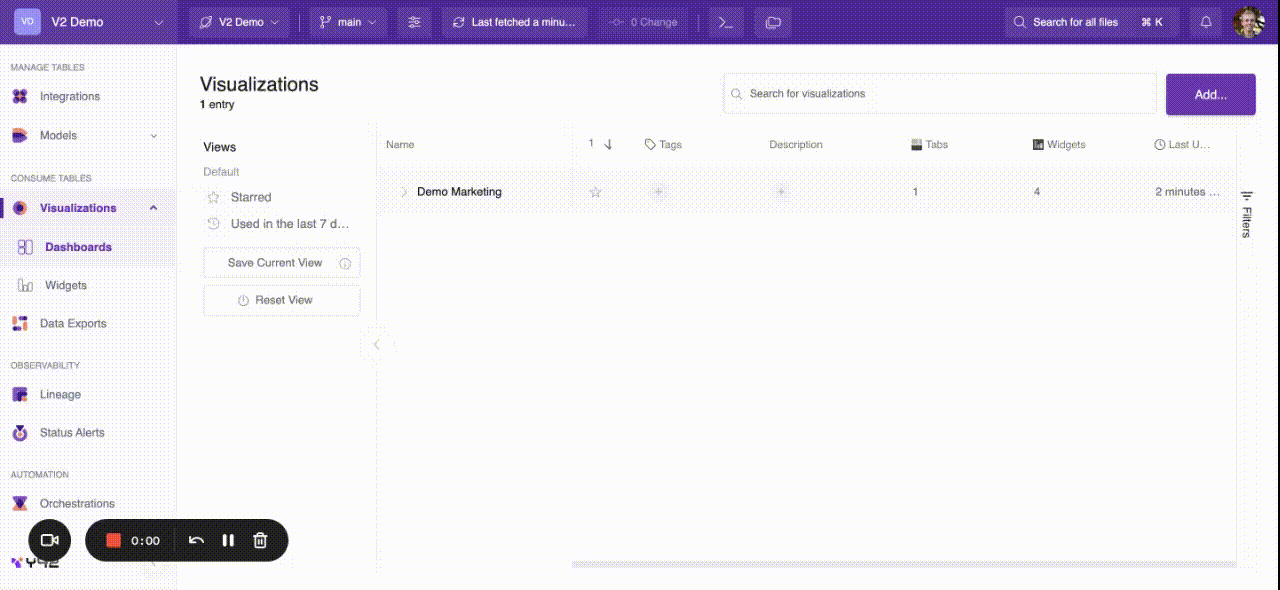 VD V2 Demo
V2 Demo
main
Last fetched a minu...
0 Change
Search for all files ⌘ K
MANAGE TABLES
Integrations
Models
CONSUME TABLES
Visualizations
Dashboards
Widgets
Data Exports
OBSERVABILITY
Lineage
Status Alerts
AUTOMATION
Orchestrations
0:00
Y42
Visualizations
1 entry
Search for visualizations
Add...
Views
Default
Starred
Used in the last 7 d...
Save Current View
Reset View
Name 1 Tags Description Tabs Widgets Last U...
Demo Marketing 1 4 2 minutes ...
Filters